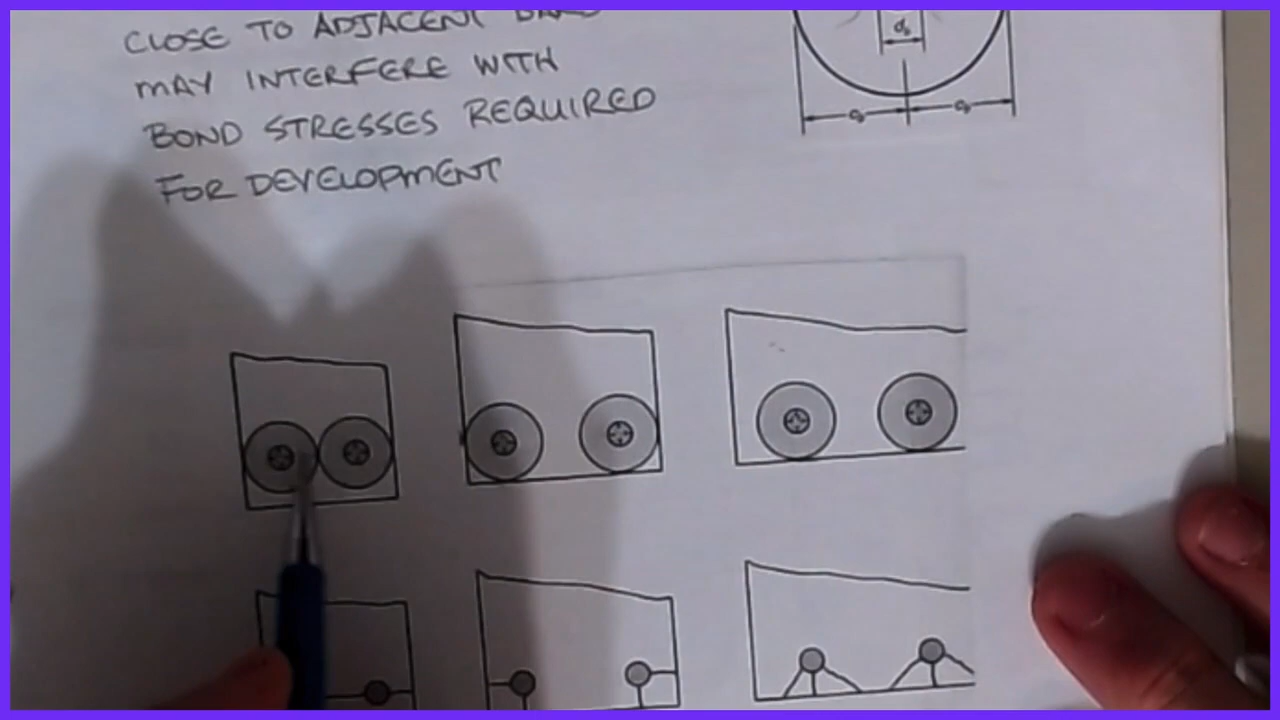 CLOSE TO ADJACENT
MAY INTERFERE WITH
BOND STRESSES REQUIRED
FOR DEVELOPMENT